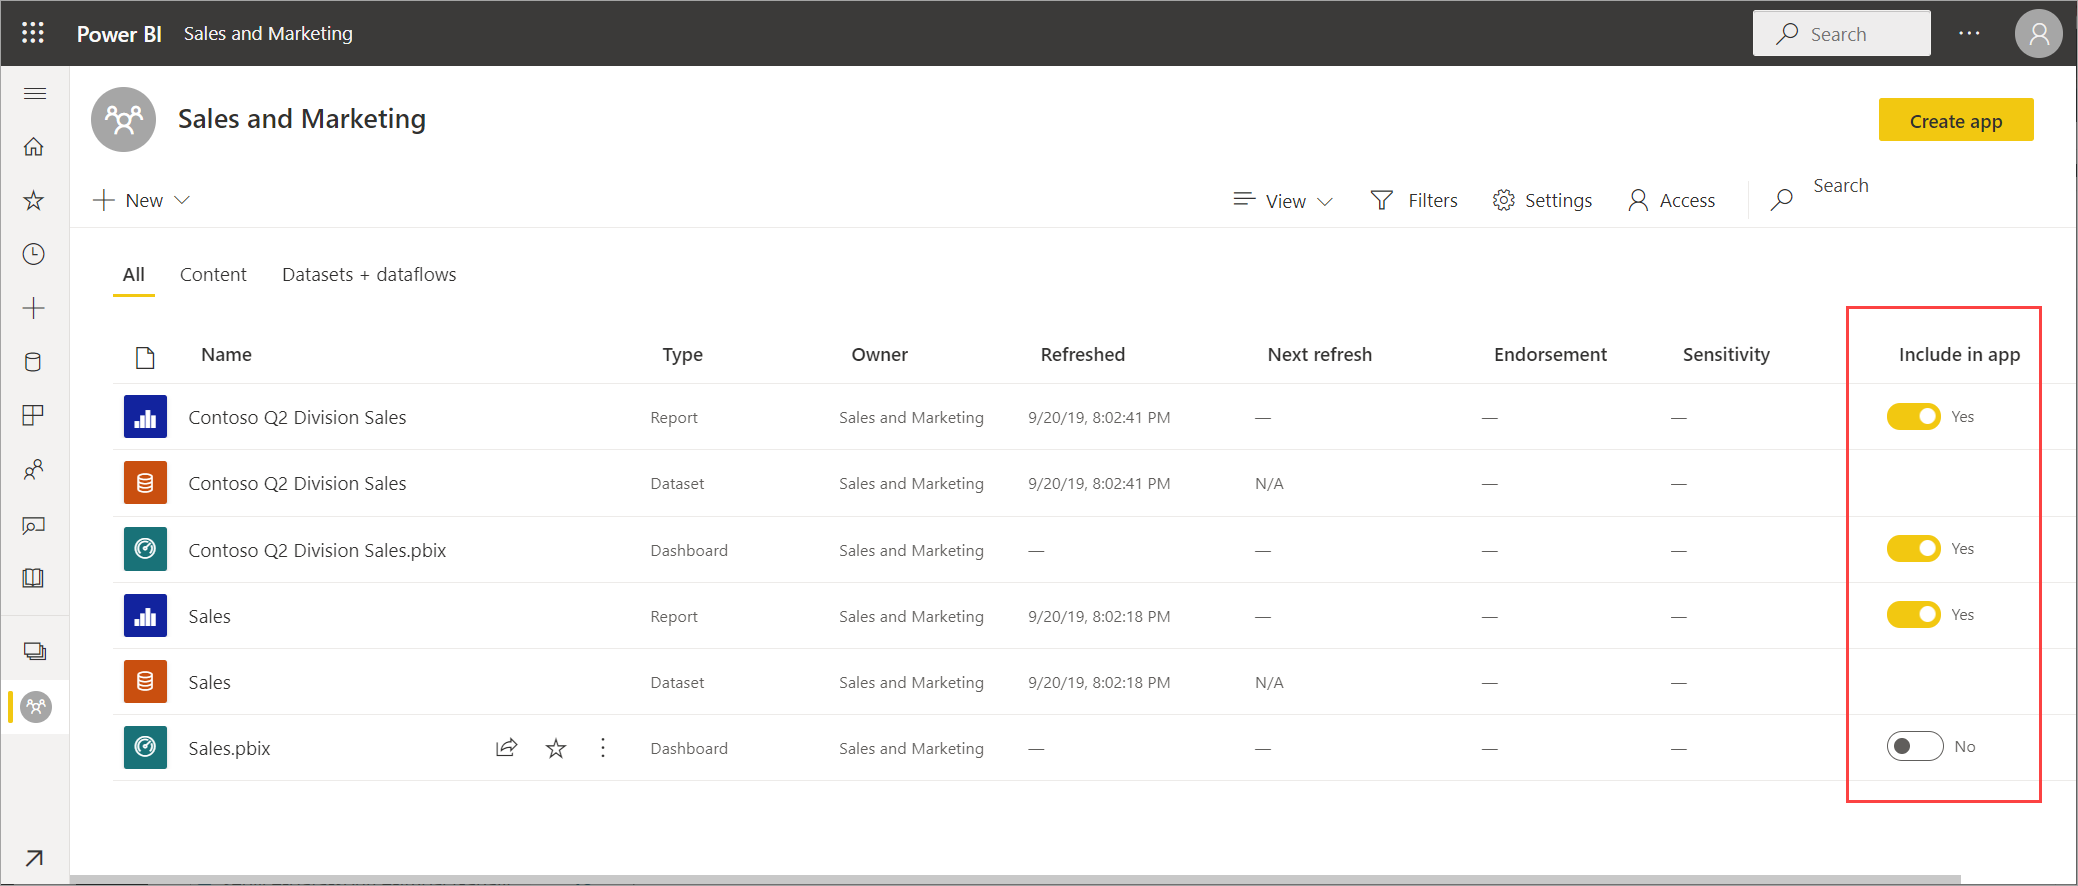 Power BI Sales and Marketing Search ...
Sales and Marketing Create app
New View Filters Settings Access Search
All Content Datasets + dataflows
Name Type Owner Refreshed Next refresh Endorsement Sensitivity Include in app
Contoso Q2 Division Sales Report Sales and Marketing 9/20/19, 8:02:41 PM — — — Yes
Contoso Q2 Division Sales Dataset Sales and Marketing 9/20/19, 8:02:41 PM N/A — —
Contoso Q2 Division Sales.pbix Dashboard Sales and Marketing — — — — Yes
Sales Report Sales and Marketing 9/20/19, 8:02:18 PM — — — Yes
Sales Dataset Sales and Marketing 9/20/19, 8:02:18 PM N/A — —
Sales.pbix Dashboard Sales and Marketing — — — — No